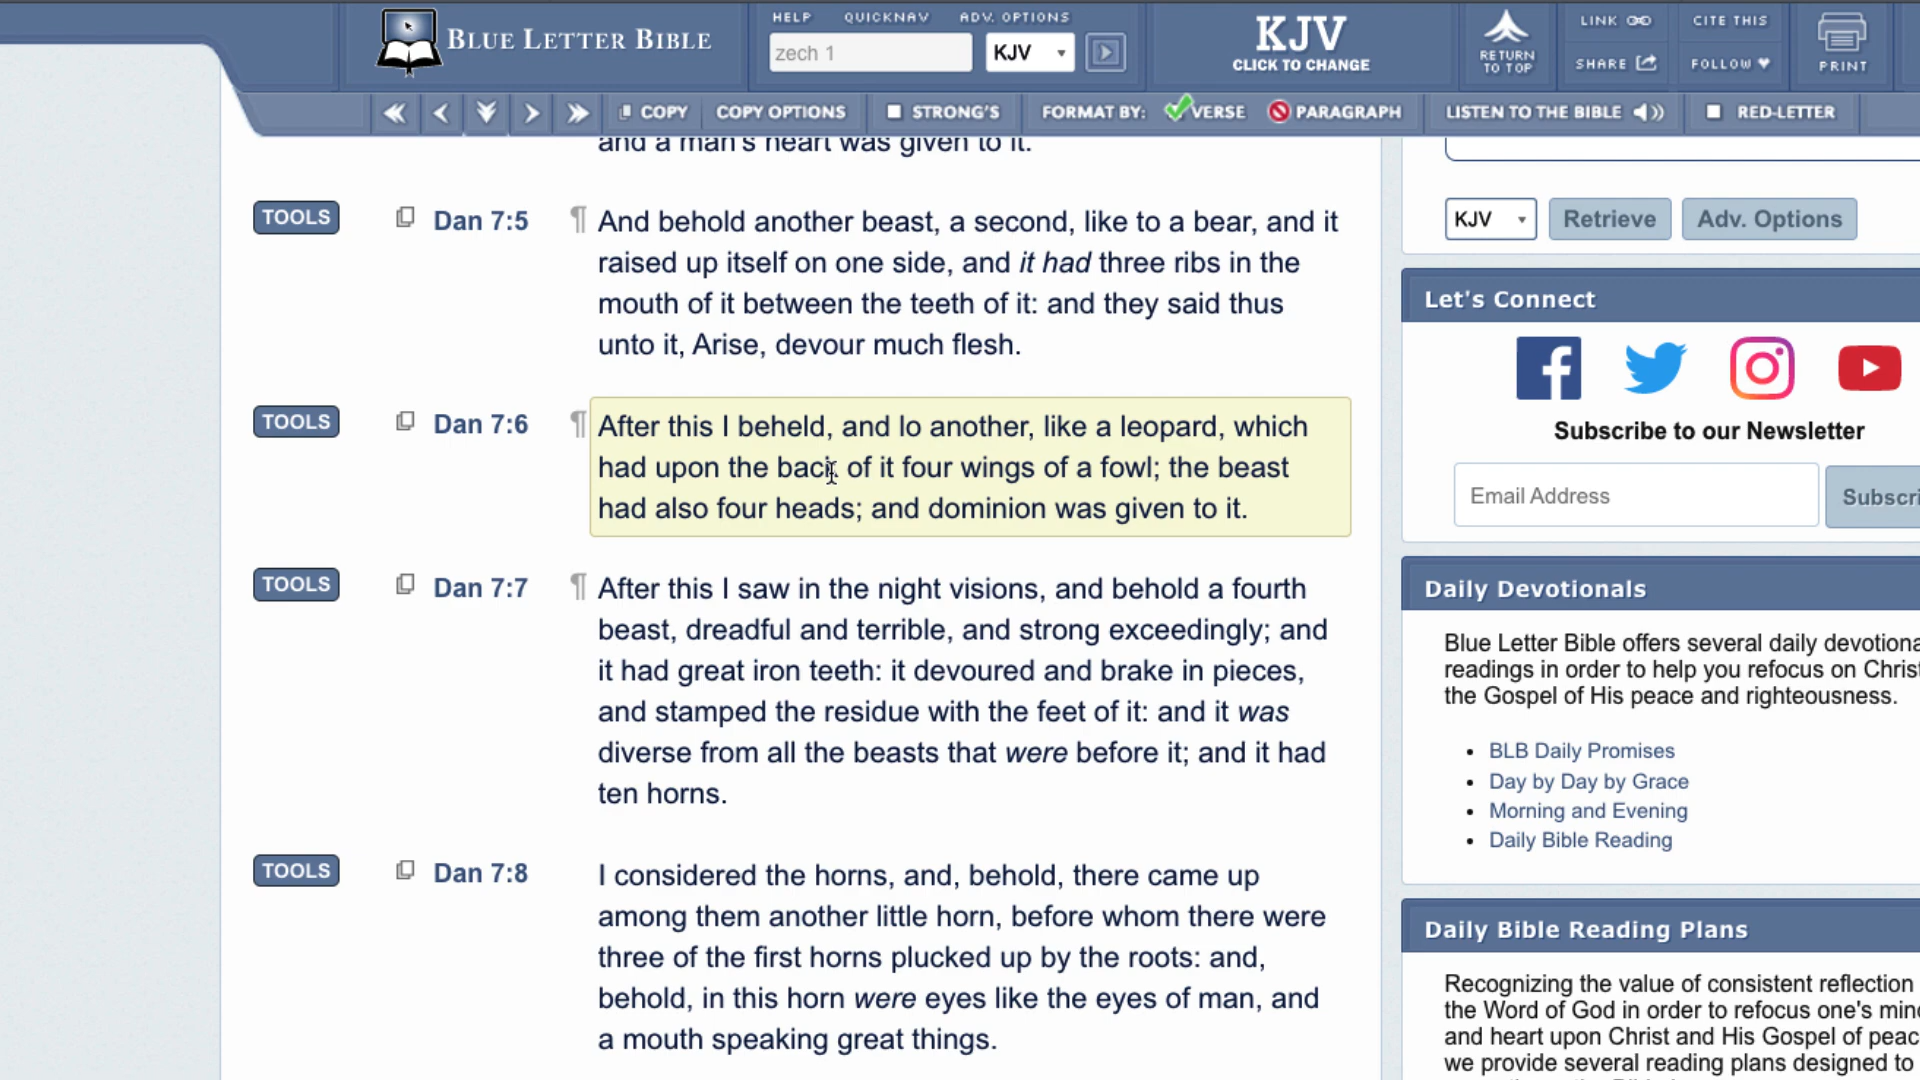 BLUE LETTER BIBLE
HELP QUICKNAV ADV. OPTIONS
zech 1
KJV
KJV
CLICK TO CHANGE
RETURN
TO TOP
LINK
CITE THIS
SHARE
FOLLOW
PRINT
COPY
COPY OPTIONS
STRONG'S
FORMAT BY:
VERSE
PARAGRAPH
LISTEN TO THE BIBLE
RED-LETTER
and a man's heart was given to it.
TOOLS
Dan 7:5
¶ And behold another beast, a second, like to a bear, and it
raised up itself on one side, and it had three ribs in the
mouth of it between the teeth of it: and they said thus
unto it, Arise, devour much flesh.
TOOLS
Dan 7:6
¶ After this I beheld, and lo another, like a leopard, which
had upon the back of it four wings of a fowl; the beast
had also four heads; and dominion was given to it.
TOOLS
Dan 7:7
¶ After this I saw in the night visions, and behold a fourth
beast, dreadful and terrible, and strong exceedingly; and
it had great iron teeth: it devoured and brake in pieces,
and stamped the residue with the feet of it: and it was
diverse from all the beasts that were before it; and it had
ten horns.
TOOLS
Dan 7:8
I considered the horns, and, behold, there came up
among them another little horn, before whom there were
three of the first horns plucked up by the roots: and,
behold, in this horn were eyes like the eyes of man, and
a mouth speaking great things.
KJV
Retrieve
Adv. Options
Let's Connect
Subscribe to our Newsletter
Email Address
Subscri
Daily Devotionals
Blue Letter Bible offers several daily devotiona
readings in order to help you refocus on Christ
the Gospel of His peace and righteousness.
• BLB Daily Promises
• Day by Day by Grace
• Morning and Evening
• Daily Bible Reading
Daily Bible Reading Plans
Recognizing the value of consistent reflection
the Word of God in order to refocus one's mind
and heart upon Christ and His Gospel of peac
we provide several reading plans designed to